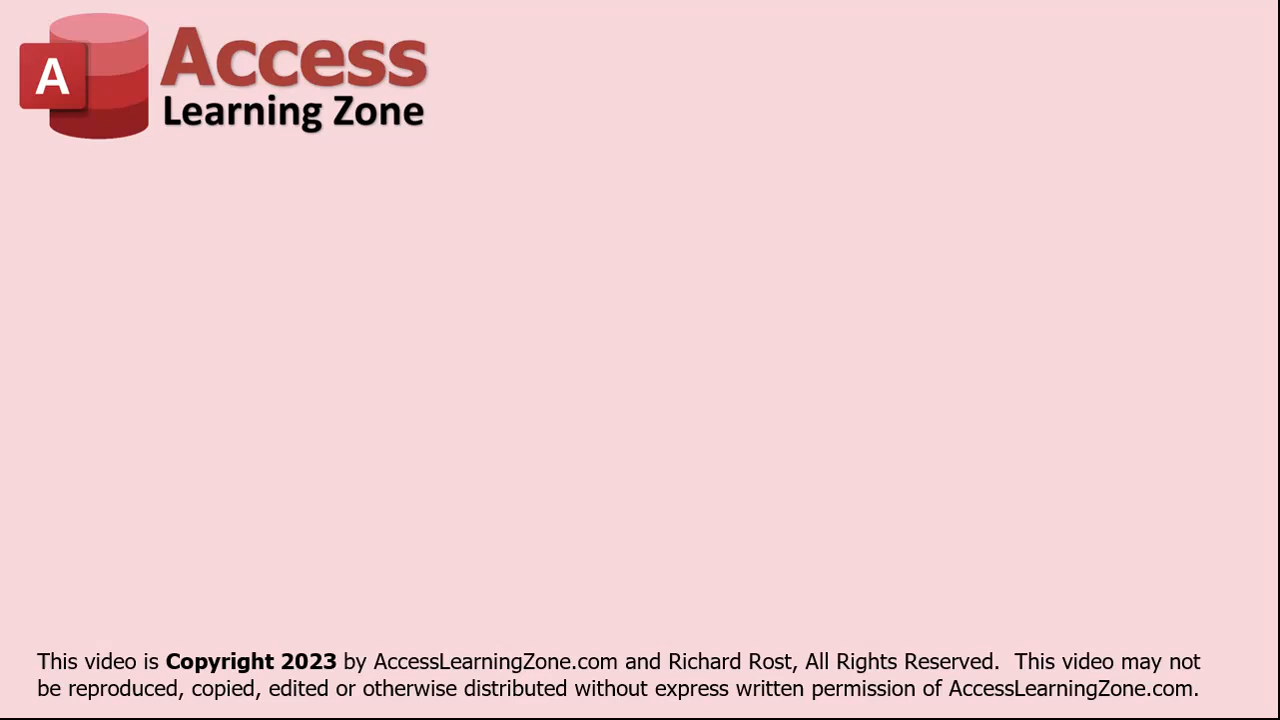 A
Access
Learning Zone
This video is Copyright 2023 by AccessLearningZone.com and Richard Rost, All Rights Reserved.  This video may not
be reproduced, copied, edited or otherwise distributed without express written permission of AccessLearningZone.com.